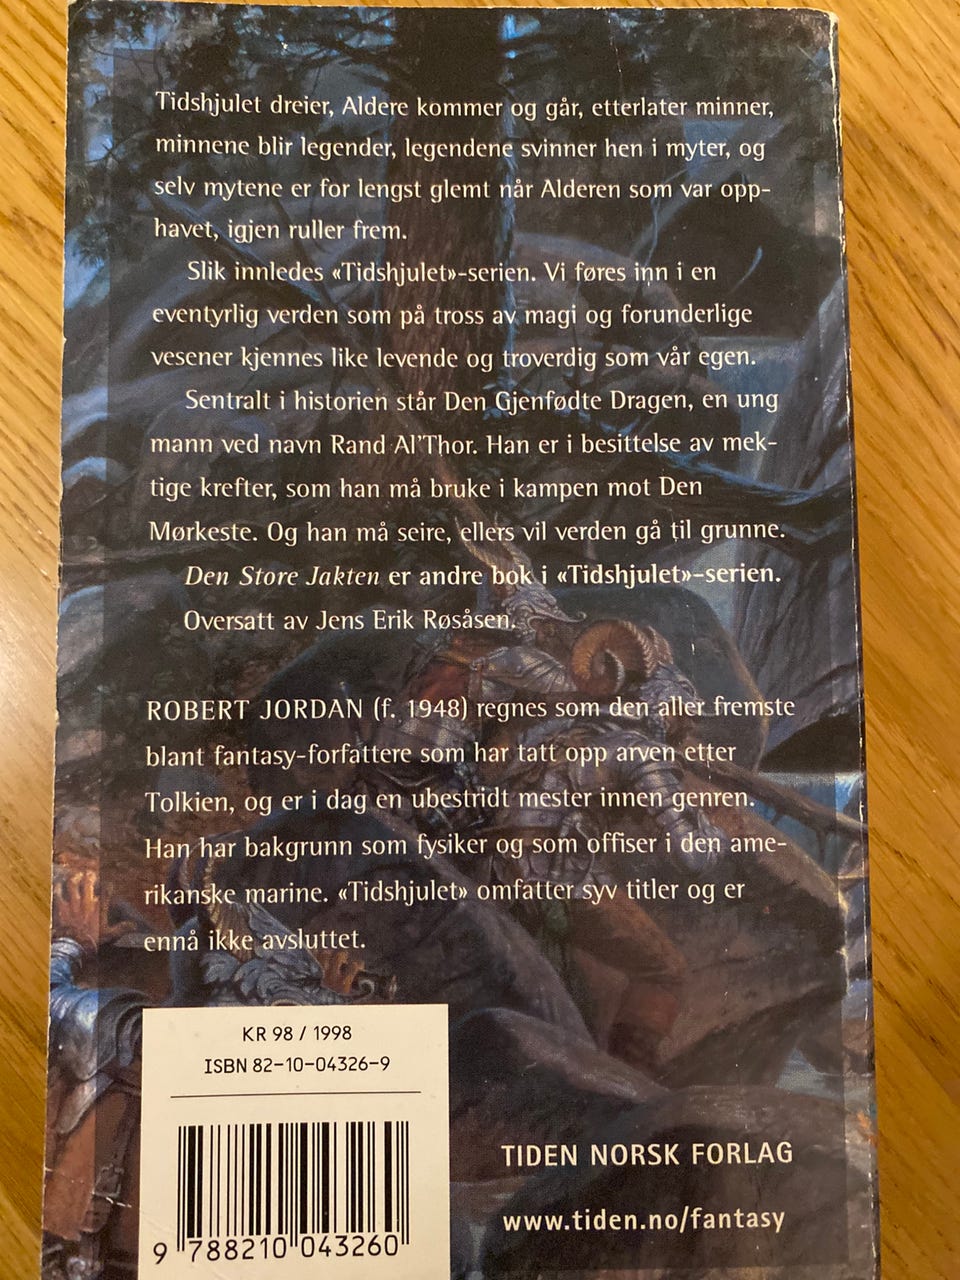 Tidshjulet dreier, Aldere kommer og går, etterlater minner,
minnene blir legender, legendene svinner hen i myter, og
selv mytene er for lengst glemt når Alderen som var opp-
havet, igjen ruller frem.
Slik innledes «Tidshjulet»-serien. Vi føres inn i en
eventyrlig verden som på tross av magi og forunderlige
vesener kjennes like levende og troverdig som vår egen.
Sentralt i historien står Den Gjenfødte Dragen, en ung
mann ved navn Rand Al'Thor. Han er i besittelse av mek-
tige krefter, som han må bruke i kampen mot Den
Mørkeste. Og han må seire, ellers vil verden gå til grunne.
Den Store Jakten er andre bok i «Tidshjulet»-serien.
Oversatt av Jens Erik Røsåsen.
ROBERT JORDAN (f. 1948) regnes som den aller fremste
blant fantasy-forfattere som har tatt opp arven etter
Tolkien, og er i dag en ubestridt mester innen genren.
Han har bakgrunn som fysiker og som offiser i den ame-
rikanske marine. «Tidshjulet» omfatter syv titler og er
ennå ikke avsluttet.
KR 98 / 1998
ISBN 82-10-04326-9
9 788210 043260
TIDEN NORSK FORLAG
www.tiden.no/fantasy